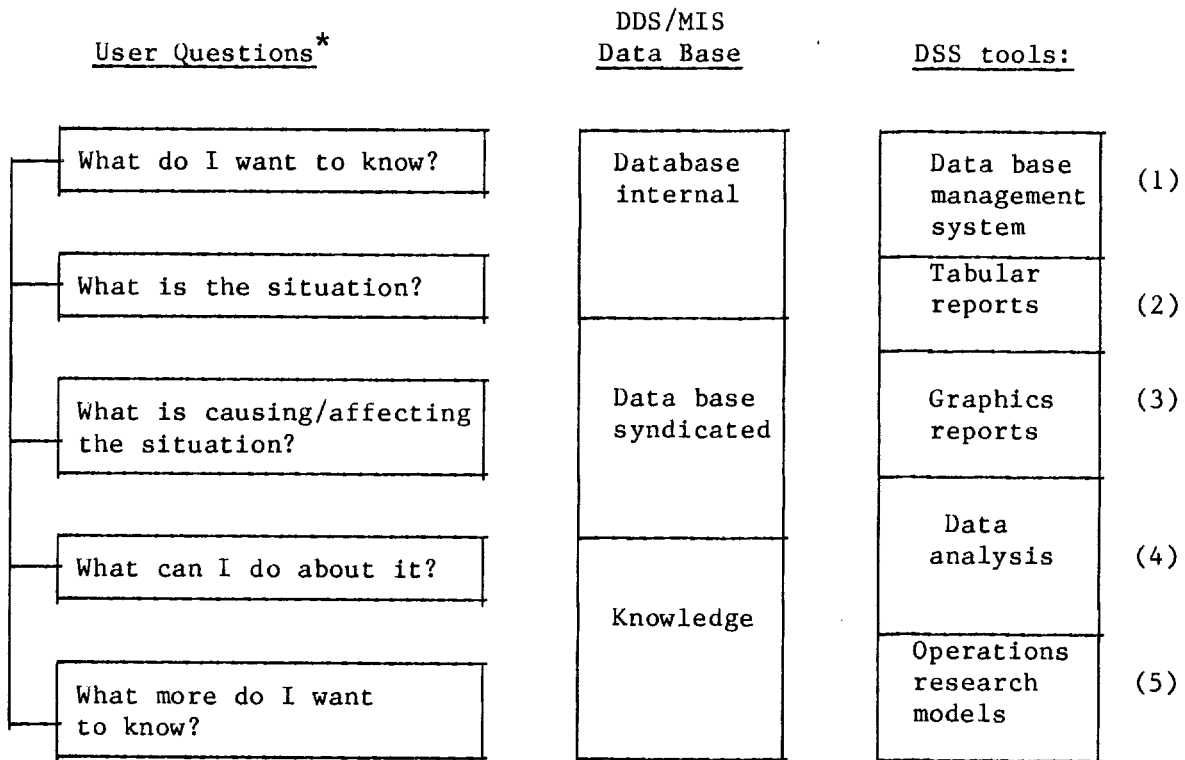 User Questions*
DDS/MIS
Data Base
DSS tools:
What do I want to know?
What is the situation?
What is causing/affecting
the situation?
What can I do about it?
What more do I want
to know?
Database
internal
Data base
syndicated
Knowledge
Data base
management
system
(1)
Tabular
reports
(2)
Graphics
reports
(3)
Data
analysis
(4)
Operations
research
models
(5)